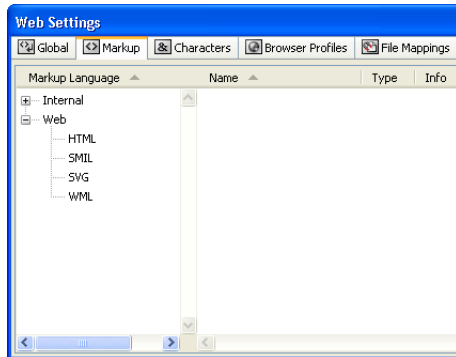 Web Settings
Global Markup & Characters Browser Profiles File Mappings
Markup Language Name Type Info
Internal
Web
HTML
SMIL
SVG
WML